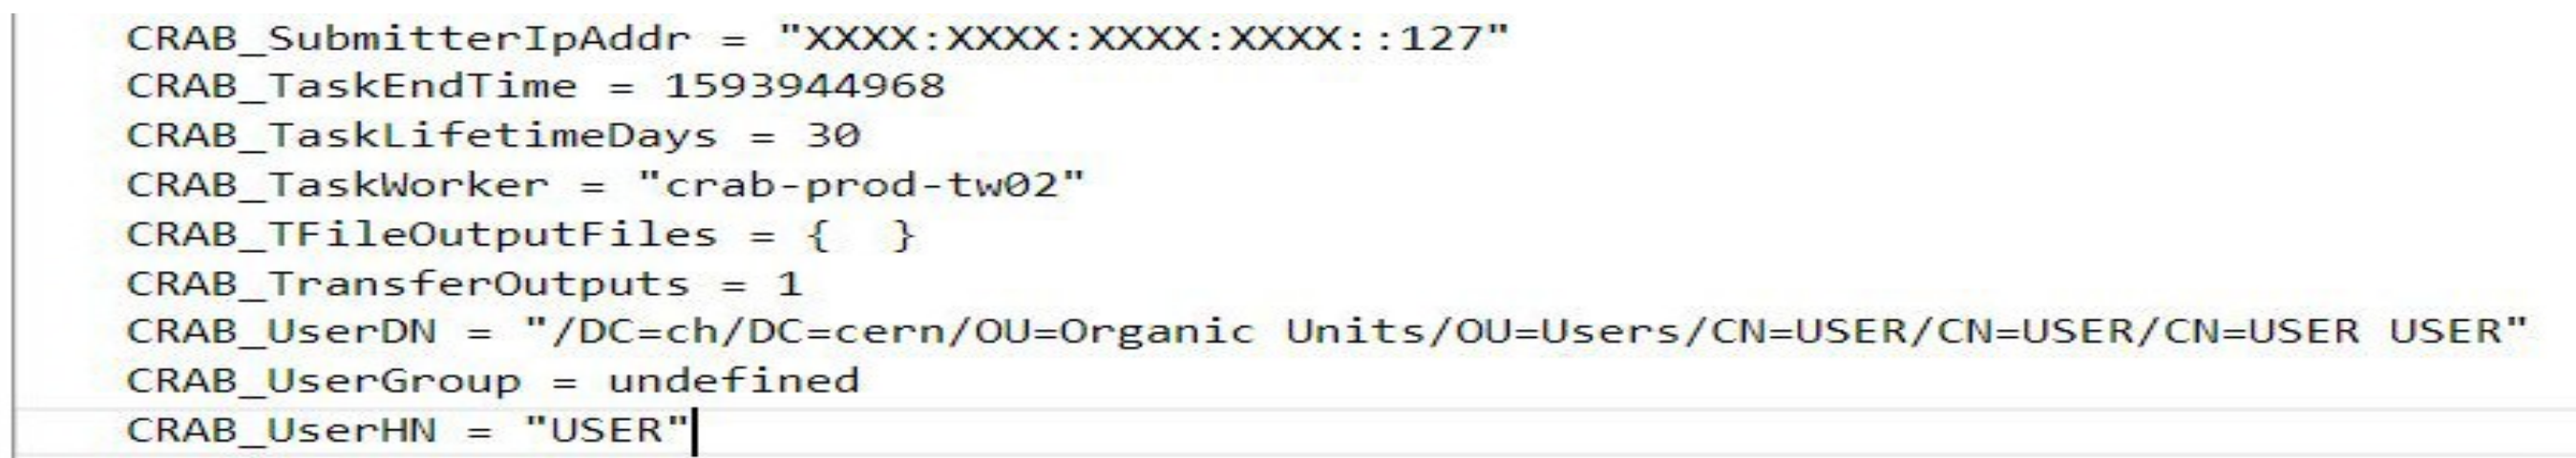 CRAB_SubmitterIpAddr = "XXXX:XXXX:XXXX:XXXX::127"
CRAB_TaskEndTime = 1593944968
CRAB_TaskLifetimeDays = 30
CRAB_TaskWorker = "crab-prod-tw02"
CRAB_TFileOutputFiles = {  }
CRAB_TransferOutputs = 1
CRAB_UserDN = "/DC=ch/DC=cern/OU=Organic Units/OU=Users/CN=USER/CN=USER/CN=USER USER"
CRAB_UserGroup = undefined
CRAB_UserHN = "USER"